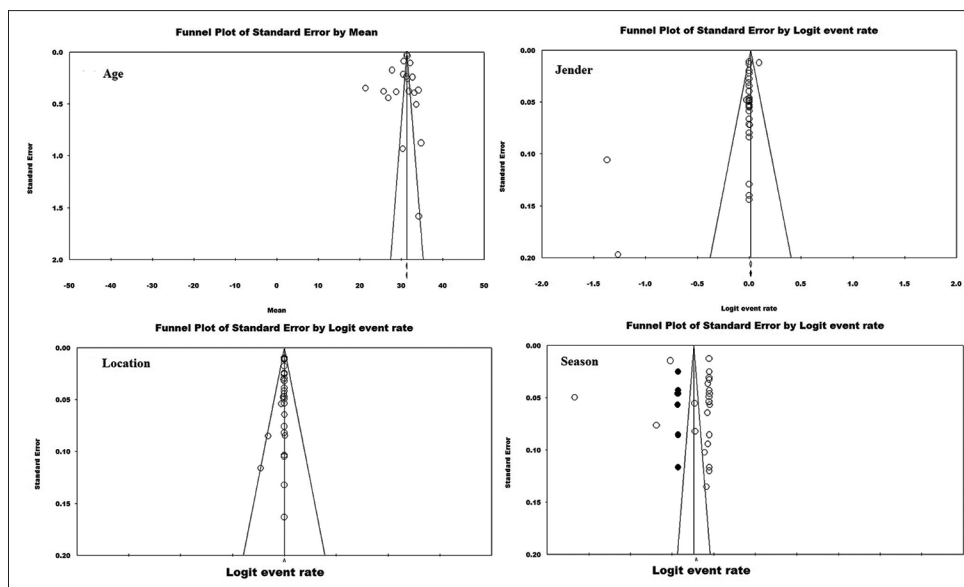 Funnel Plot of Standard Error by Mean
Age
Standard Error
0.0
0.5
1.0
1.5
2.0
-50 -40 -30 -20 -10 0 10 20 30 40 50
Mean
Funnel Plot of Standard Error by Logit event rate
Jender
Standard Error
0.00
0.05
0.10
0.15
0.20
-2.0 -1.5 -1.0 -0.5 0.0 0.5 1.0 1.5 2.0
Logit event rate
Funnel Plot of Standard Error by Logit event rate
Location
Standard Error
0.00
0.05
0.10
0.15
0.20
Logit event rate
Funnel Plot of Standard Error by Logit event rate
Season
Standard Error
0.00
0.05
0.10
0.15
0.20
Logit event rate